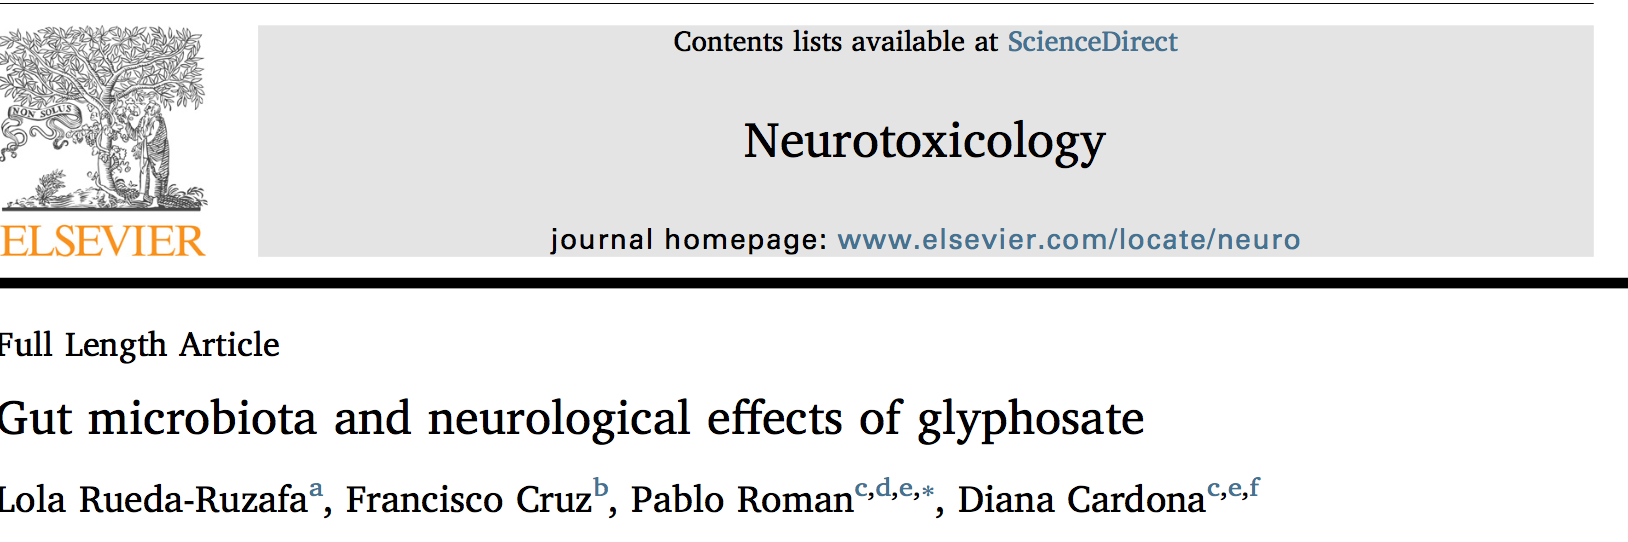 Contents lists available at ScienceDirect
NON SOLUS
Neurotoxicology
ELSEVIER
journal homepage: www.elsevier.com/locate/neuro
Full Length Article
Gut microbiota and neurological effects of glyphosate
Lola Rueda-Ruzafaa, Francisco Cruzb, Pablo Romanc,d,e,*, Diana Cardonac,e,f